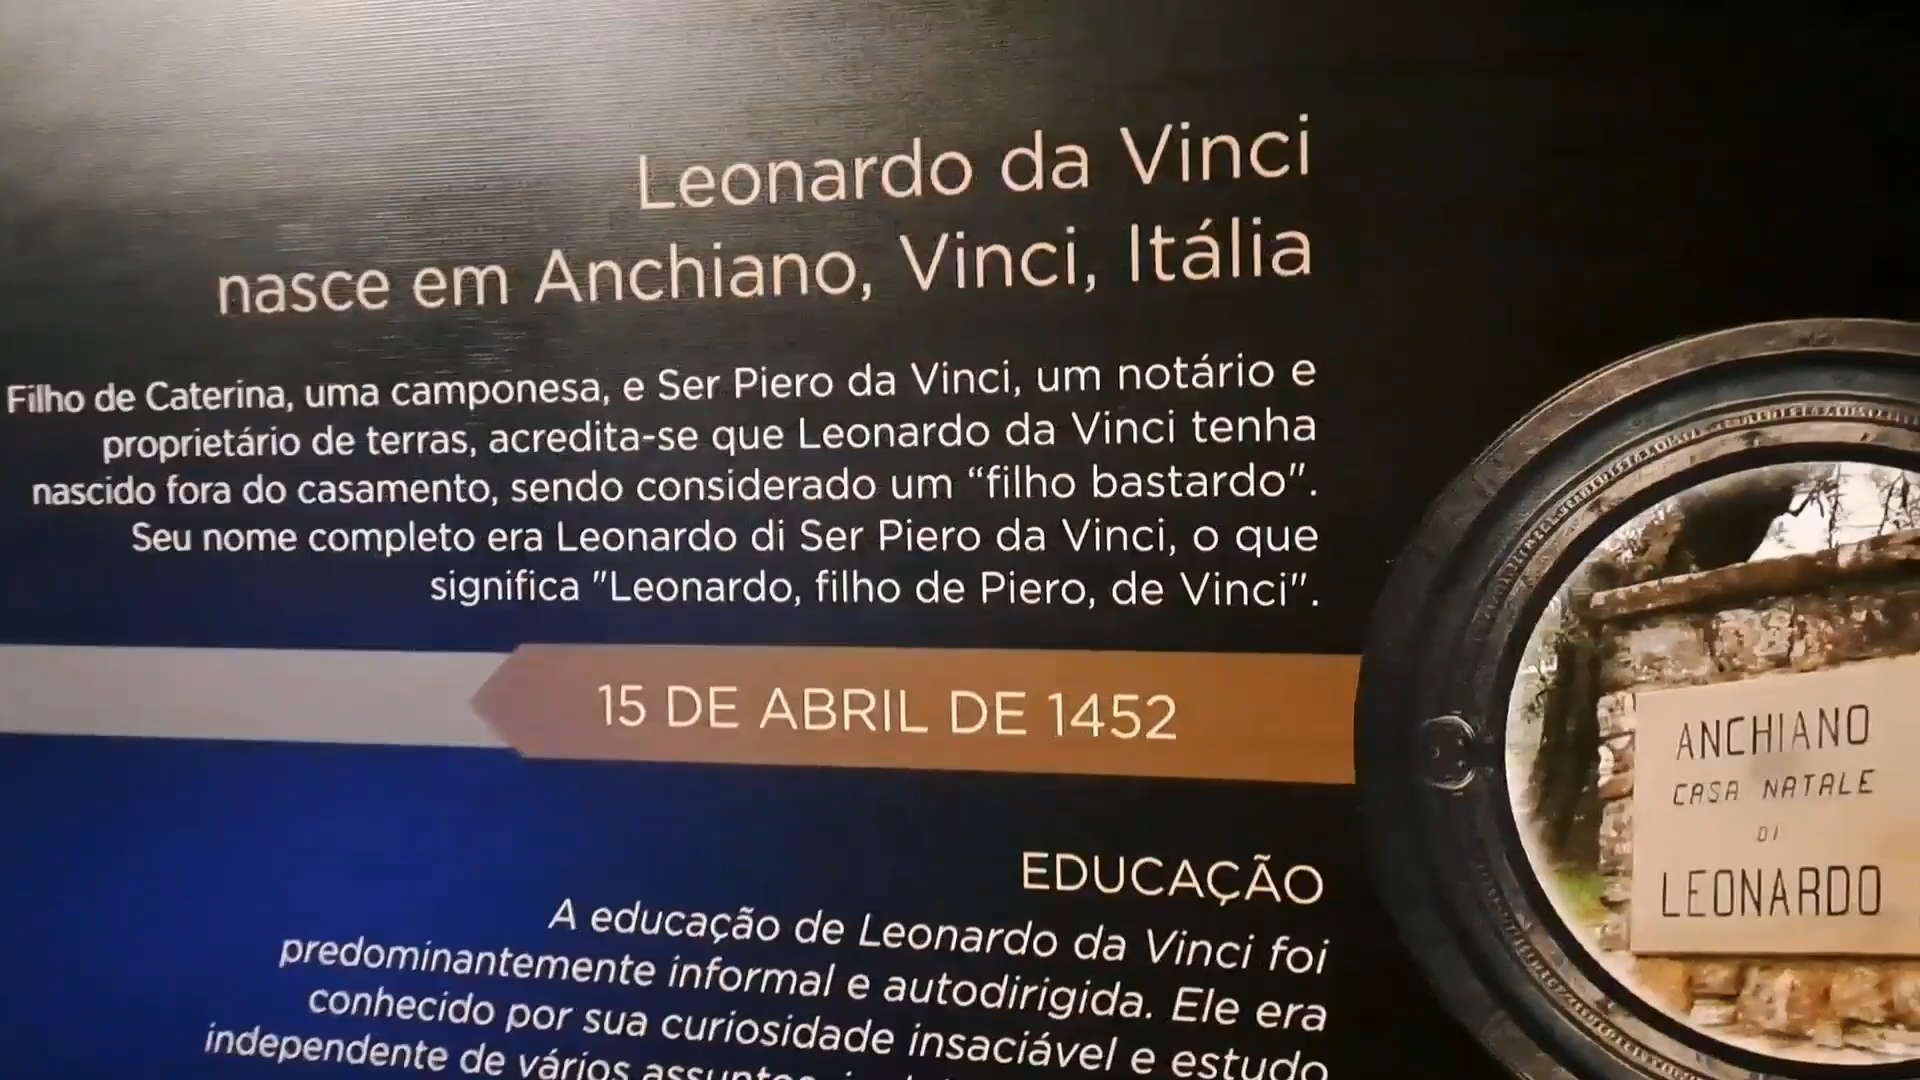 Leonardo da Vinci
nasce em Anchiano, Vinci, Itália
Filho de Caterina, uma camponesa, e Ser Piero da Vinci, um notário e
proprietário de terras, acredita-se que Leonardo da Vinci tenha
nascido fora do casamento, sendo considerado um “filho bastardo”.
Seu nome completo era Leonardo di Ser Piero da Vinci, o que
significa "Leonardo, filho de Piero, de Vinci".
15 DE ABRIL DE 1452
EDUCAÇÃO
A educação de Leonardo da Vinci foi
predominantemente informal e autodirigida. Ele era
conhecido por sua curiosidade insaciável e estudo
independente de vários
ANCHIANO
CASA NATALE
DI
LEONARDO